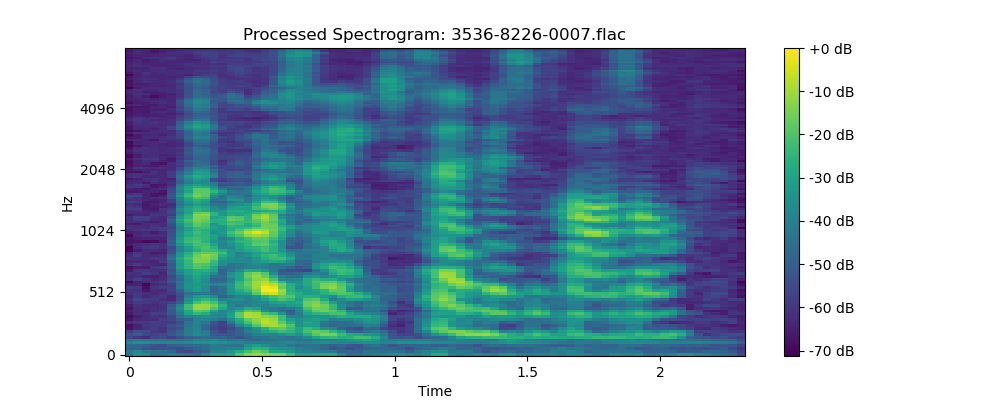 Processed Spectrogram: 3536-8226-0007.flac
Hz
4096
2048
1024
512
0
0
0.5
1
1.5
2
Time
+0 dB
-10 dB
-20 dB
-30 dB
-40 dB
-50 dB
-60 dB
-70 dB